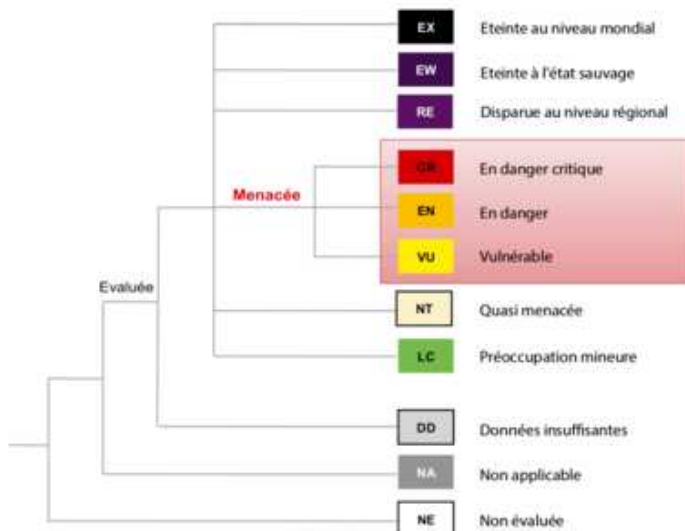 EX Eteinte au niveau mondial
EW Eteinte à l'état sauvage
RE Disparue au niveau régional
CR En danger critique
Menacée
EN En danger
VU Vulnérable
Evaluée
NT Quasi menacée
LC Préoccupation mineure
DD Données insuffisantes
NA Non applicable
NE Non évaluée